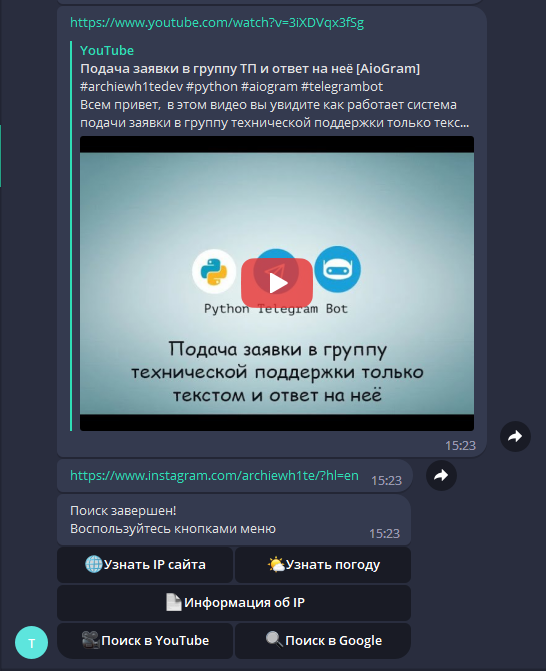 https://www.youtube.com/watch?v=3iXDVqx3fSg
YouTube
Подача заявки в группу ТП и ответ на неё [AioGram]
#archiewh1tedev #python #aiogram #telegrambot
Всем привет, в этом видео вы увидите как работает система
подачи заявки в группу технической поддержки только текс...
Python Telegram Bot
Подача заявки в группу
технической поддержки только
текстом и ответ на неё
15:23
https://www.instagram.com/archiewh1te/?hl=en
15:23
Поиск завершен!
Воспользуйтесь кнопками меню
15:23
Узнать IP сайта
Узнать погоду
Информация об IP
Поиск в YouTube
Поиск в Google
T